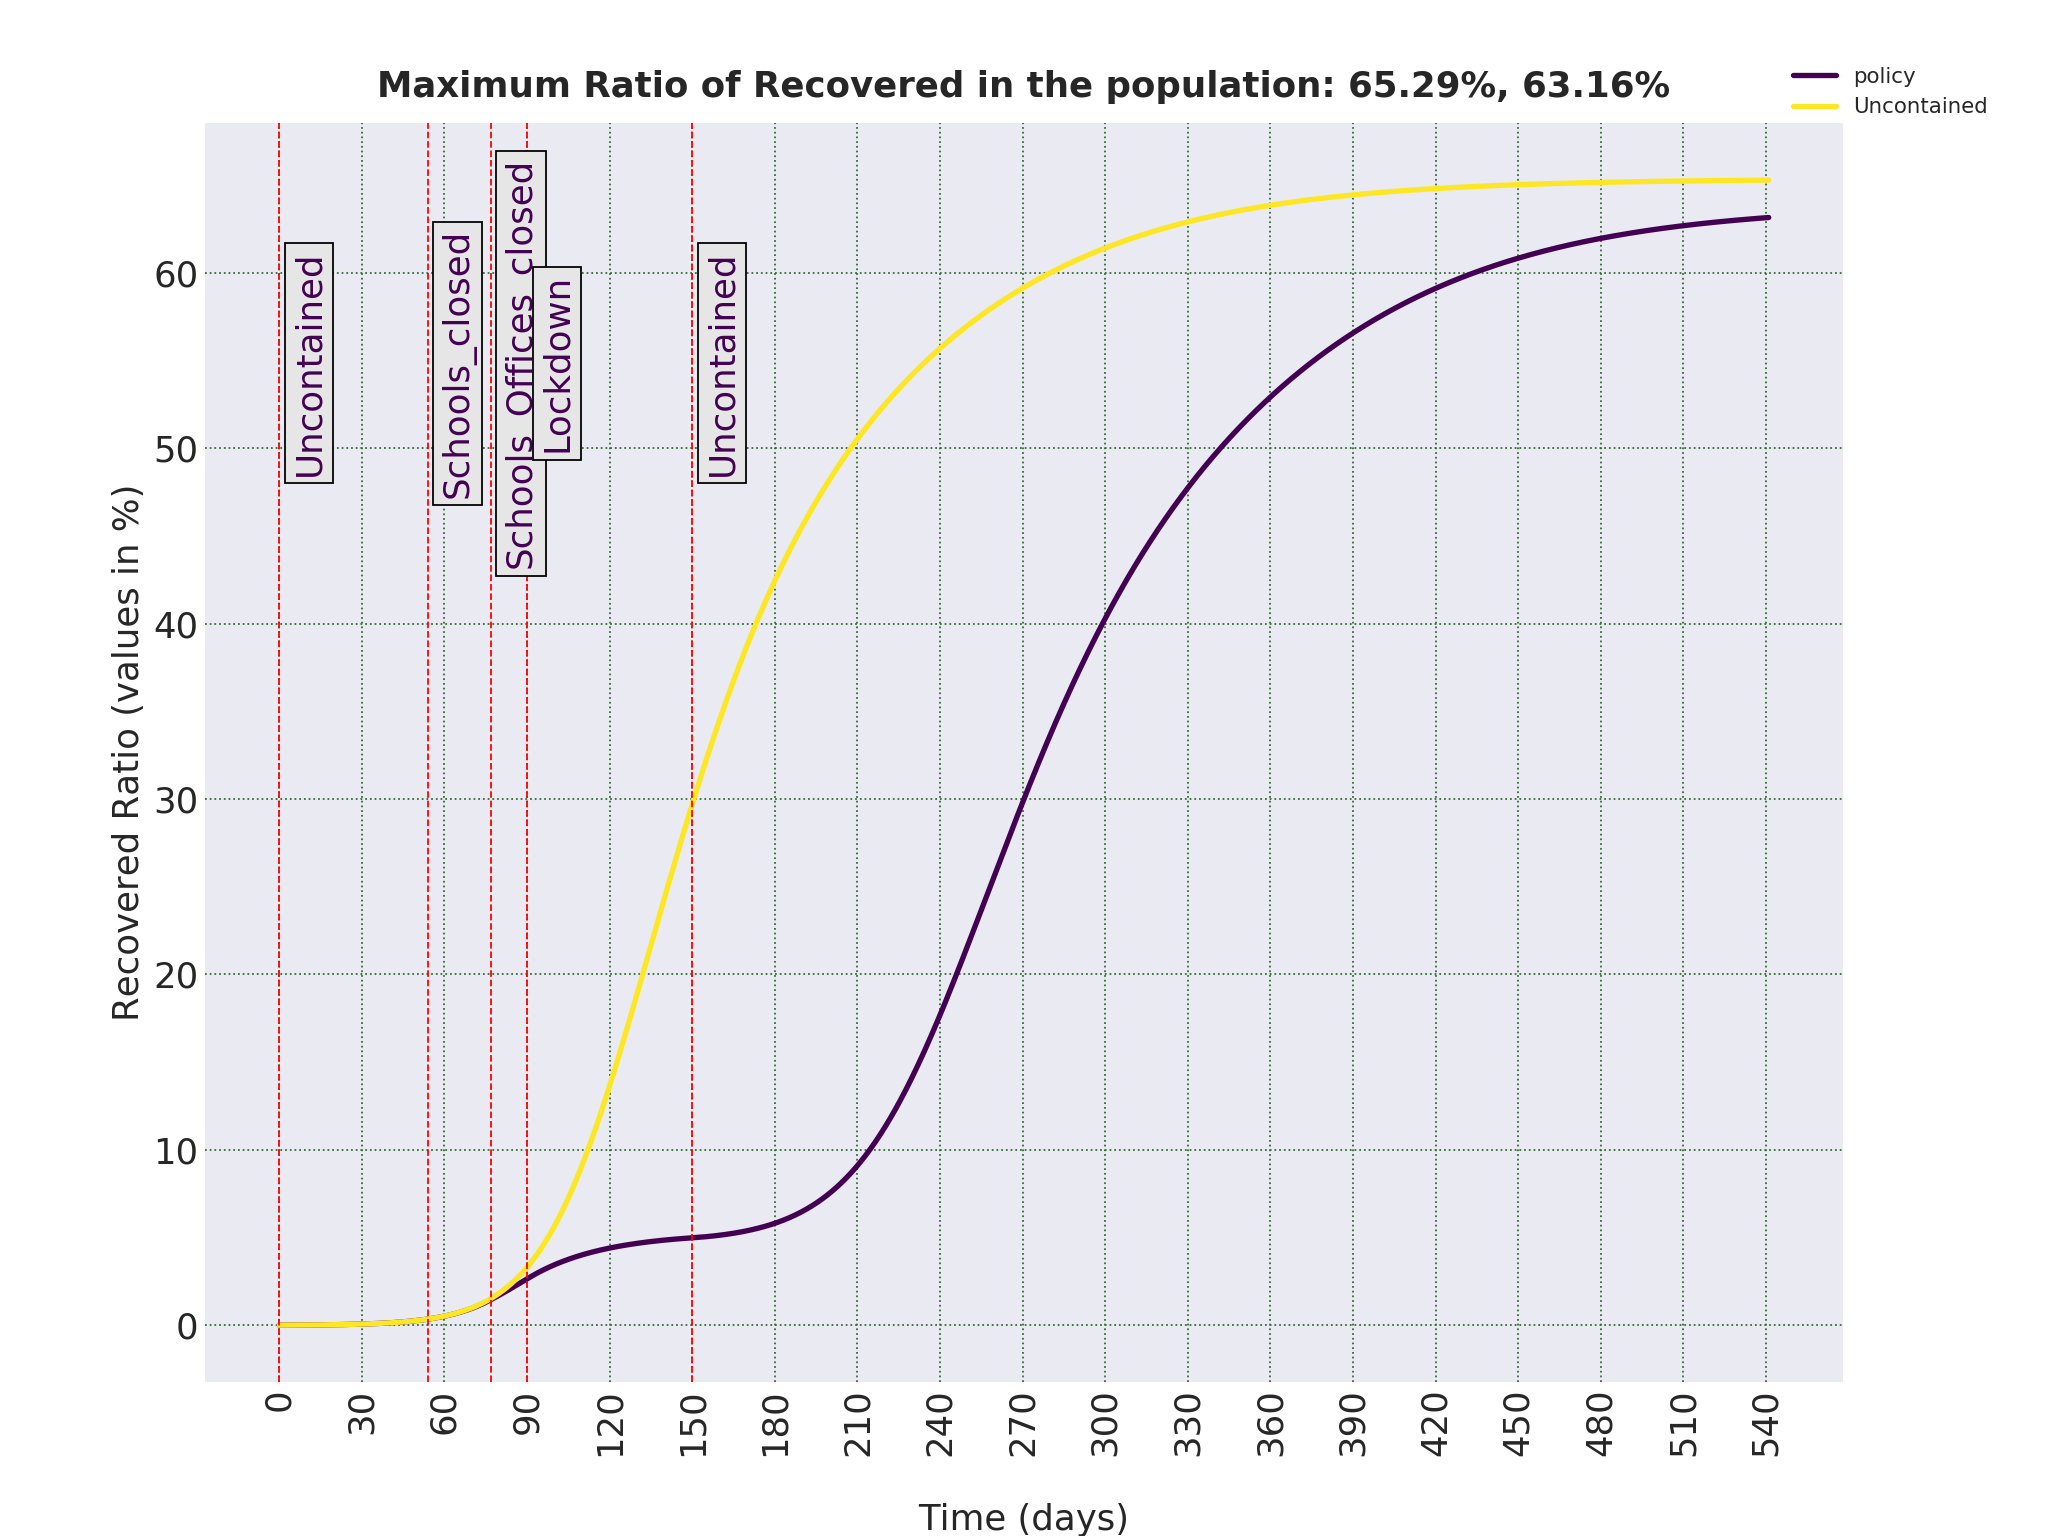 Maximum Ratio of Recovered in the population: 65.29%, 63.16%
policy
Uncontained
Uncontained
Schools_closed
Schools_Offices_closed
Lockdown
Uncontained
Recovered Ratio (values in %)
60
50
40
30
20
10
0
0 30 60 90 120 150 180 210 240 270 300 330 360 390 420 450 480 510 540
Time (days)